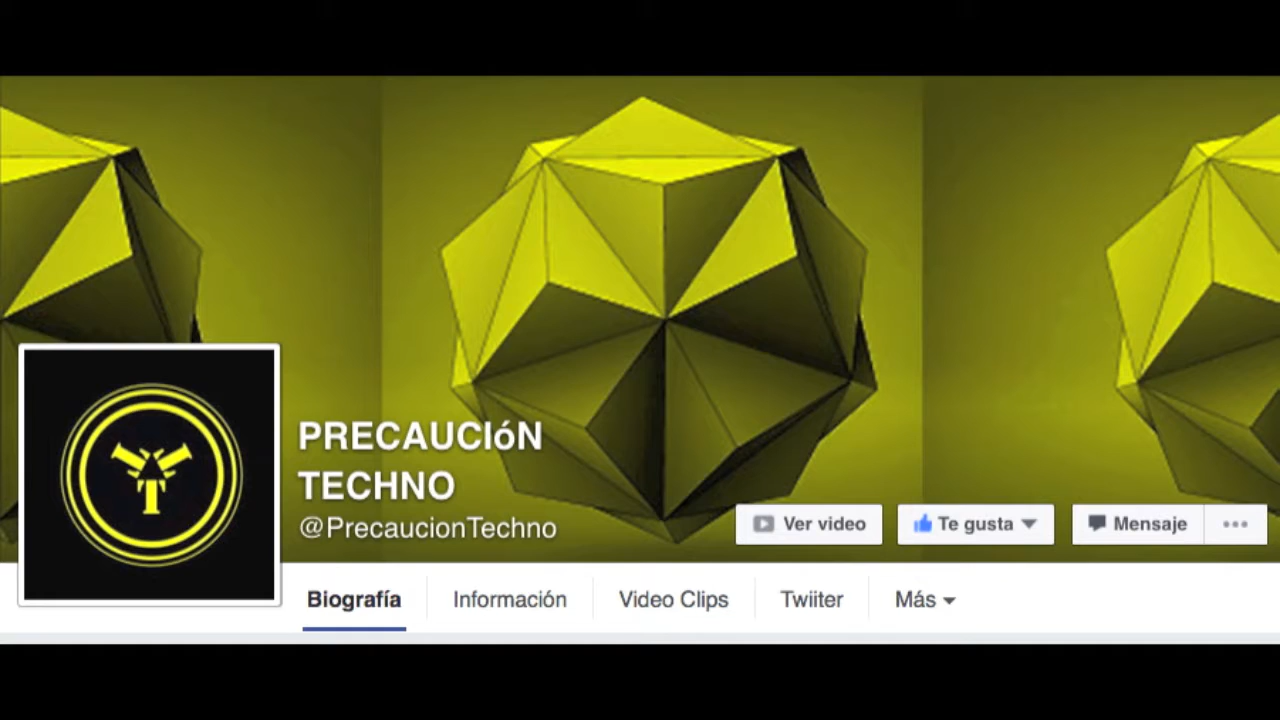 PRECAUCIóN
TECHNO
@PrecaucionTechno
Ver video
Te gusta
Mensaje
Biografía
Información
Video Clips
Twiiter
Más